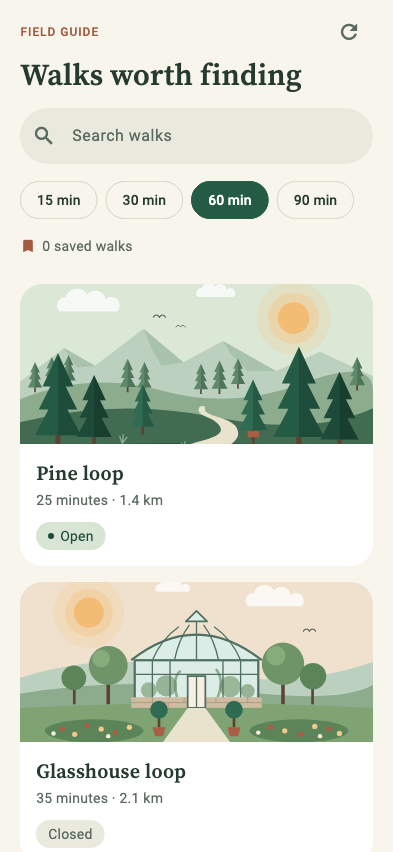 FIELD GUIDE
Walks worth finding
Search walks
15 min 30 min 60 min 90 min
0 saved walks
Pine loop
25 minutes · 1.4 km
Open
Glasshouse loop
35 minutes · 2.1 km
Closed